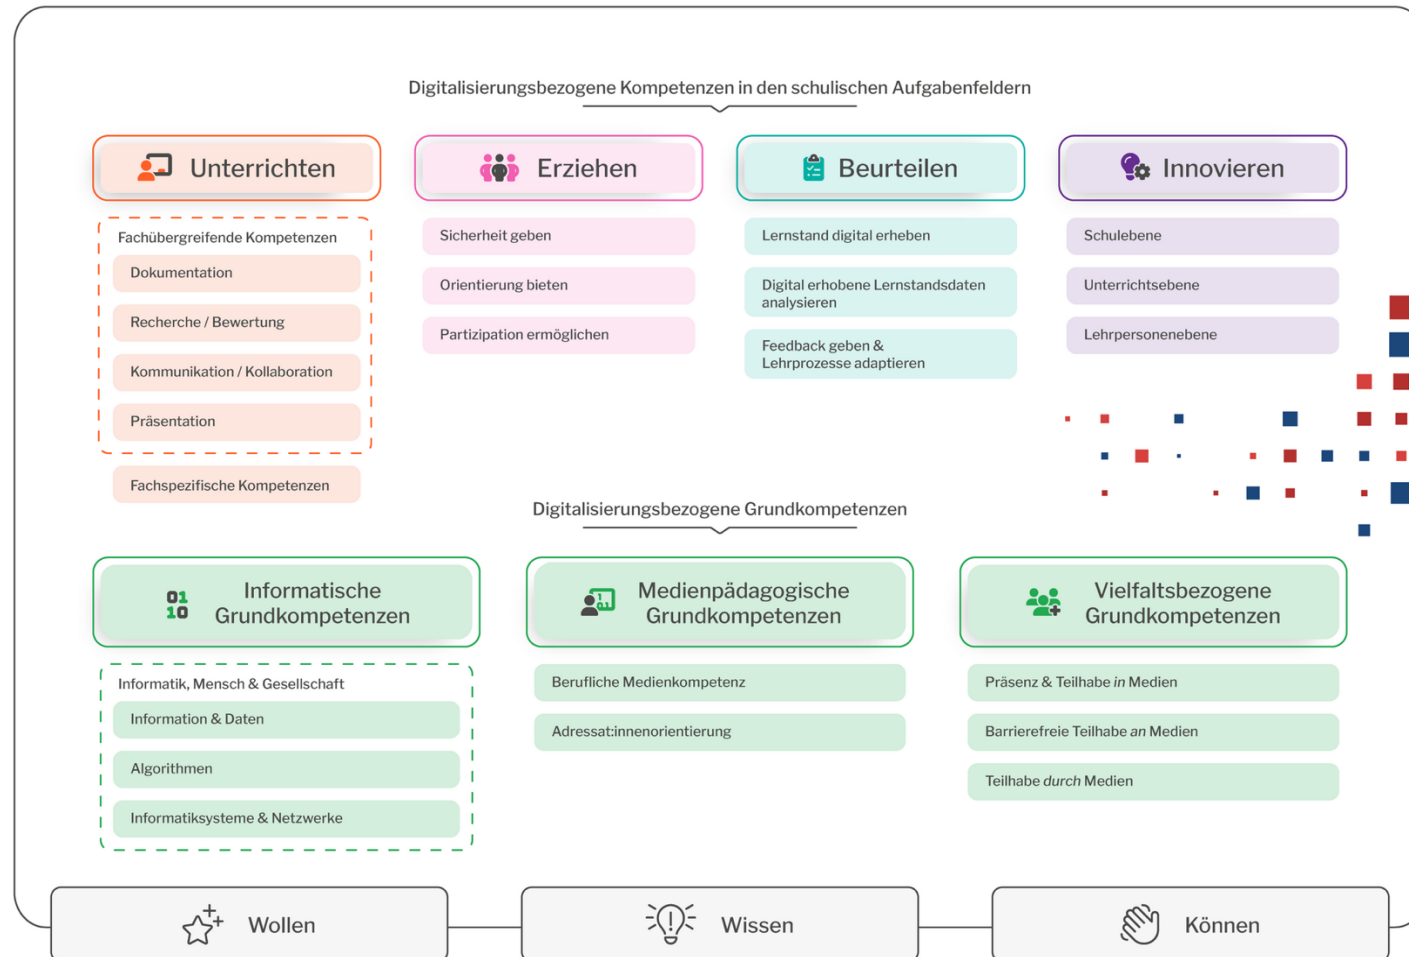 Digitalisierungsbezogene Kompetenzen in den schulischen Aufgabenfeldern
Unterrichten
Fachübergreifende Kompetenzen
Dokumentation
Recherche / Bewertung
Kommunikation / Kollaboration
Präsentation
Fachspezifische Kompetenzen
Erziehen
Sicherheit geben
Orientierung bieten
Partizipation ermöglichen
Beurteilen
Lernstand digital erheben
Digital erhobene Lernstandsdaten
analysieren
Feedback geben &
Lehrprozesse adaptieren
Innovieren
Schulebene
Unterrichtsebene
Lehrpersonenebene
Digitalisierungsbezogene Grundkompetenzen
01
10
Informatische
Grundkompetenzen
Informatik, Mensch & Gesellschaft
Information & Daten
Algorithmen
Informatiksysteme & Netzwerke
Medienpädagogische
Grundkompetenzen
Berufliche Medienkompetenz
Adressat:innenorientierung
Vielfaltsbezogene
Grundkompetenzen
Präsenz & Teilhabe in Medien
Barrierefreie Teilhabe an Medien
Teilhabe durch Medien
Wollen
Wissen
Können